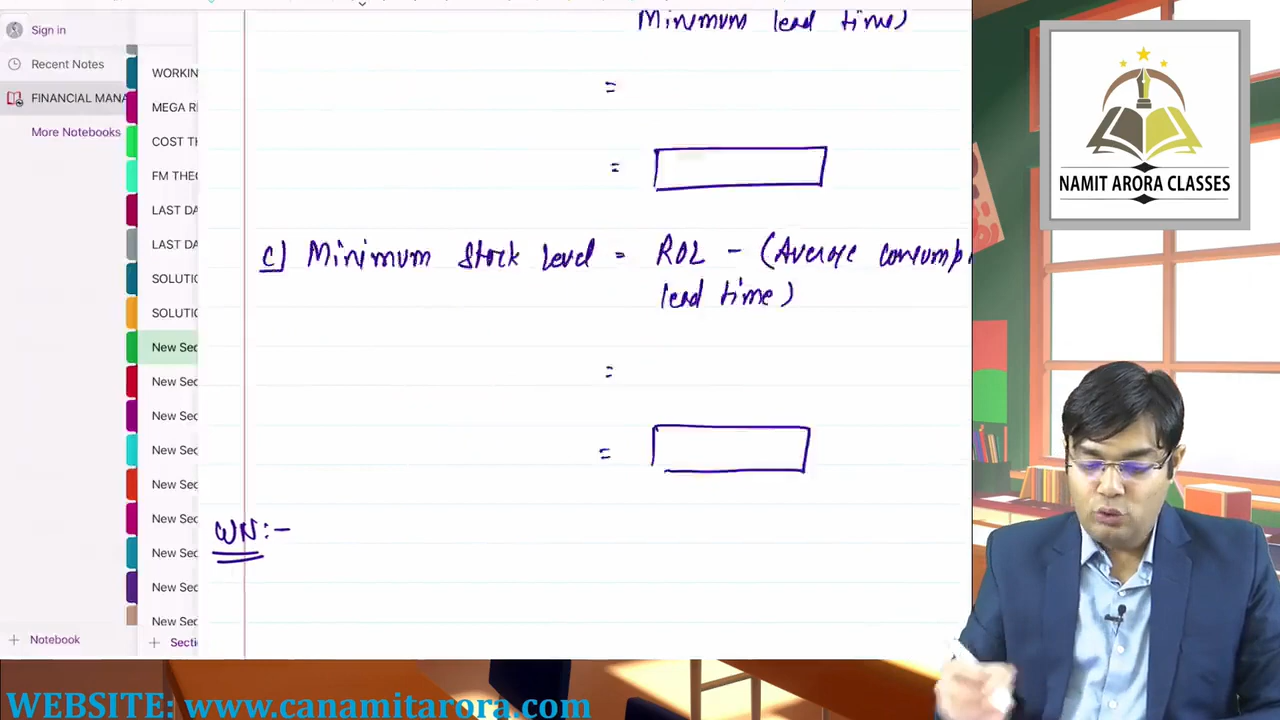 Minimum lead time)
Sign in
Recent Notes
FINANCIAL MANA
More Notebooks
WORKIN
MEGA RE
COST TH
FM THEO
LAST DA
LAST DA
SOLUTIO
SOLUTIO
New Sec
New Sec
New Sec
New Sec
New Sec
New Sec
New Sec
New Sec
New Sec
+ Notebook
+ Secti
=
=
c) Minimum Stock Level = ROL - (Average consump
lead time)
=
=
WN:-
NAMIT ARORA CLASSES
WEBSITE: www.canamitarora.com